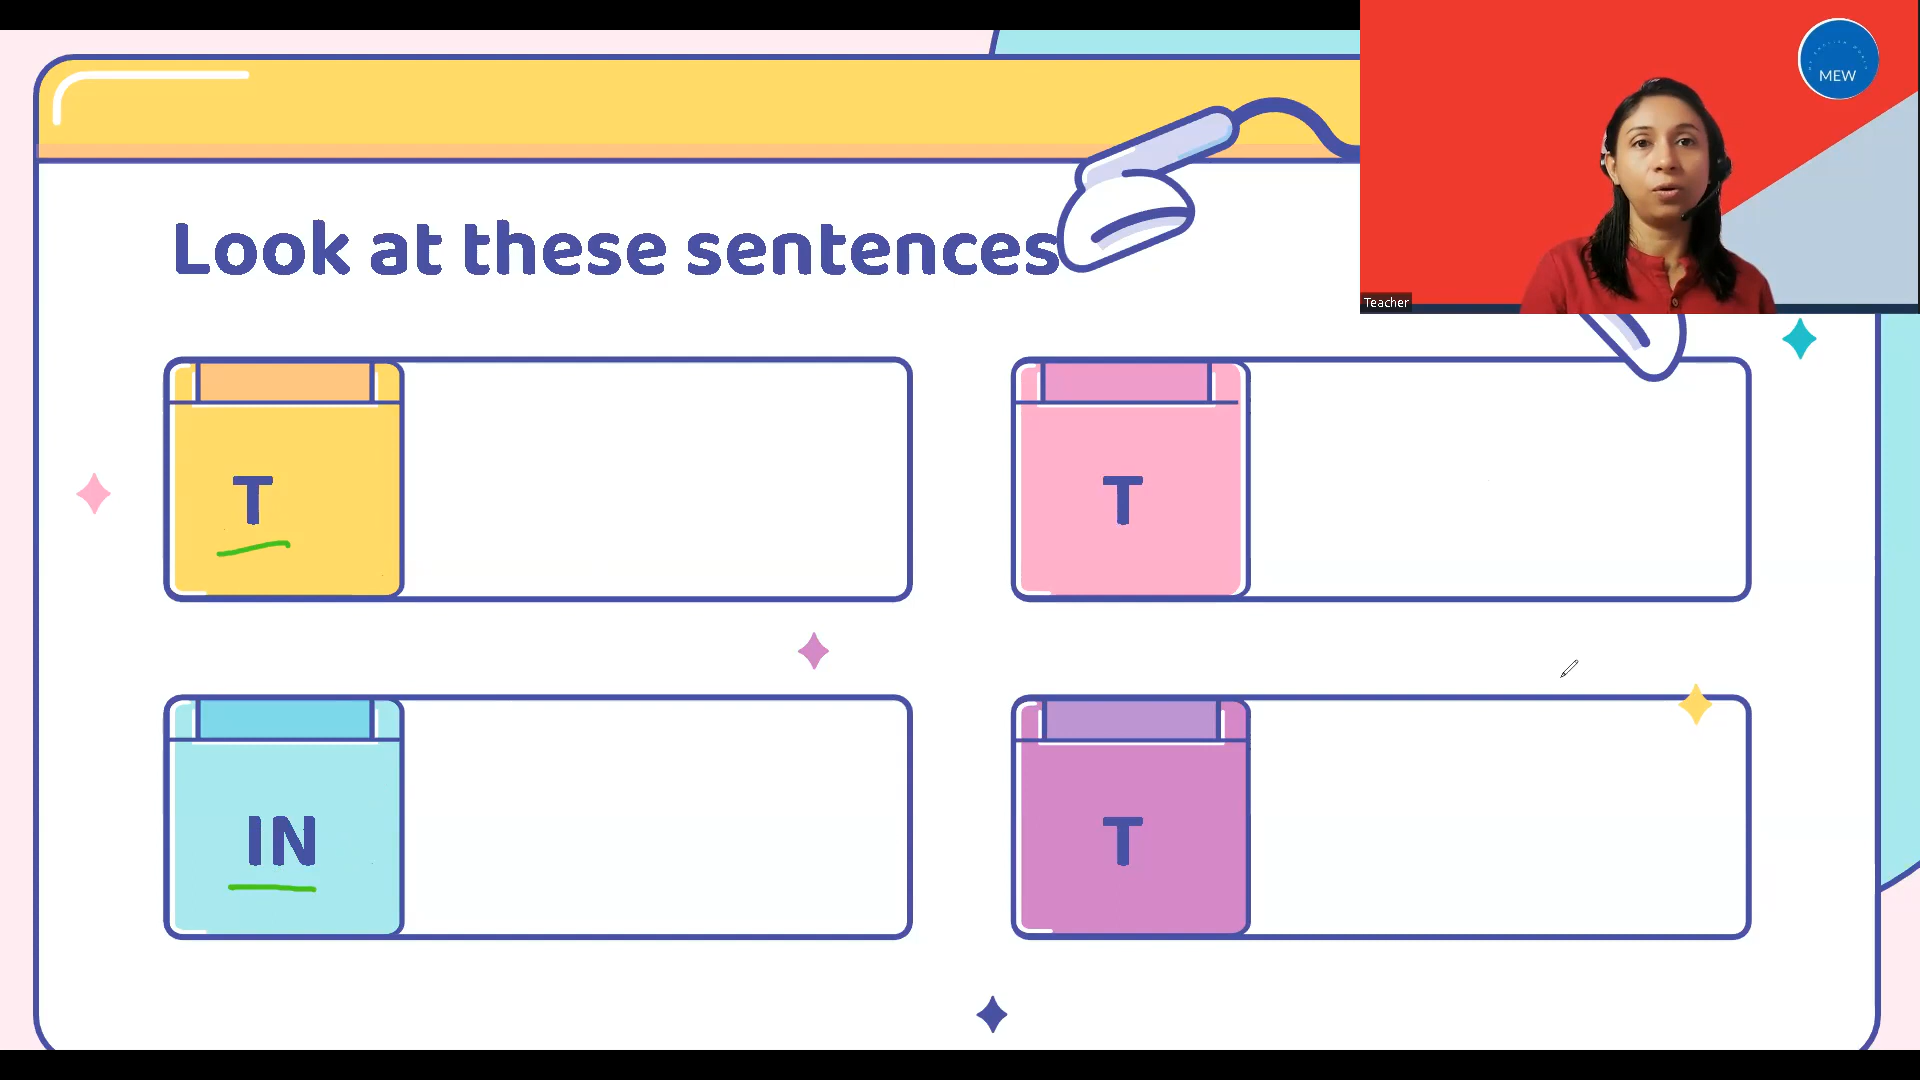 MEW
Teacher
Look at these sentences
T
T
IN
T